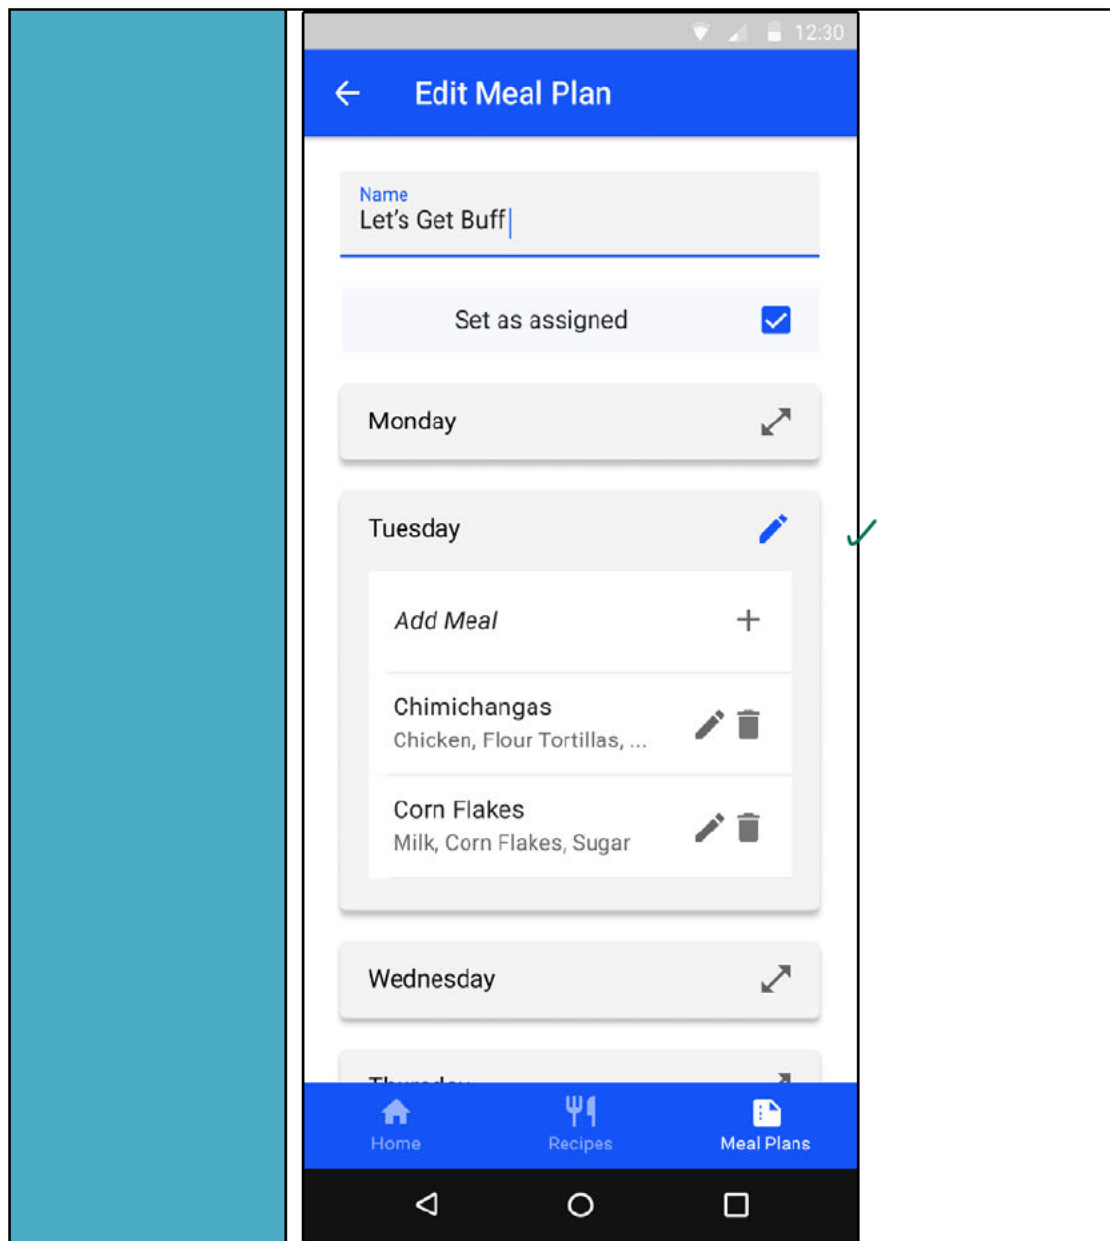 12:30
Edit Meal Plan
Name
Let's Get Buff
Set as assigned
Monday
Tuesday
Add Meal
Chimichangas
Chicken, Flour Tortillas, ...
Corn Flakes
Milk, Corn Flakes, Sugar
Wednesday
Thursday
Home
Recipes
Meal Plans